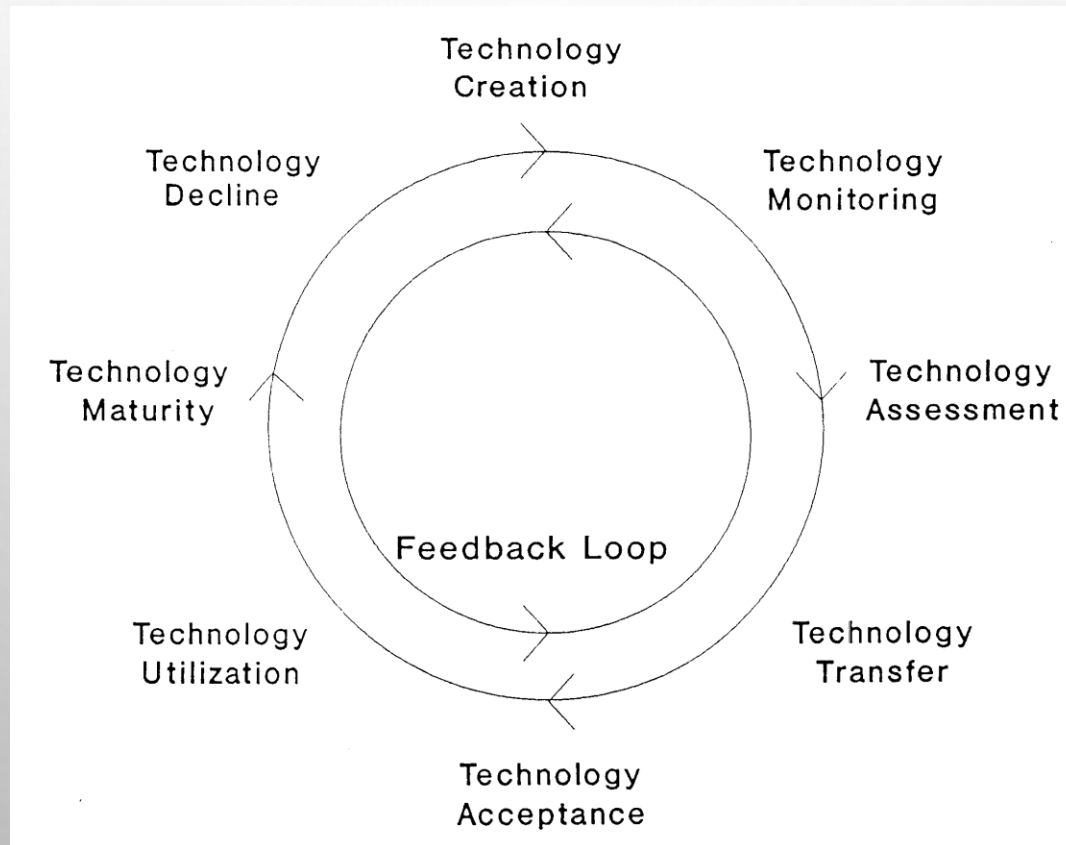 Technology
Creation
Technology
Monitoring
Technology
Assessment
Technology
Transfer
Technology
Acceptance
Technology
Utilization
Technology
Maturity
Technology
Decline
Feedback Loop